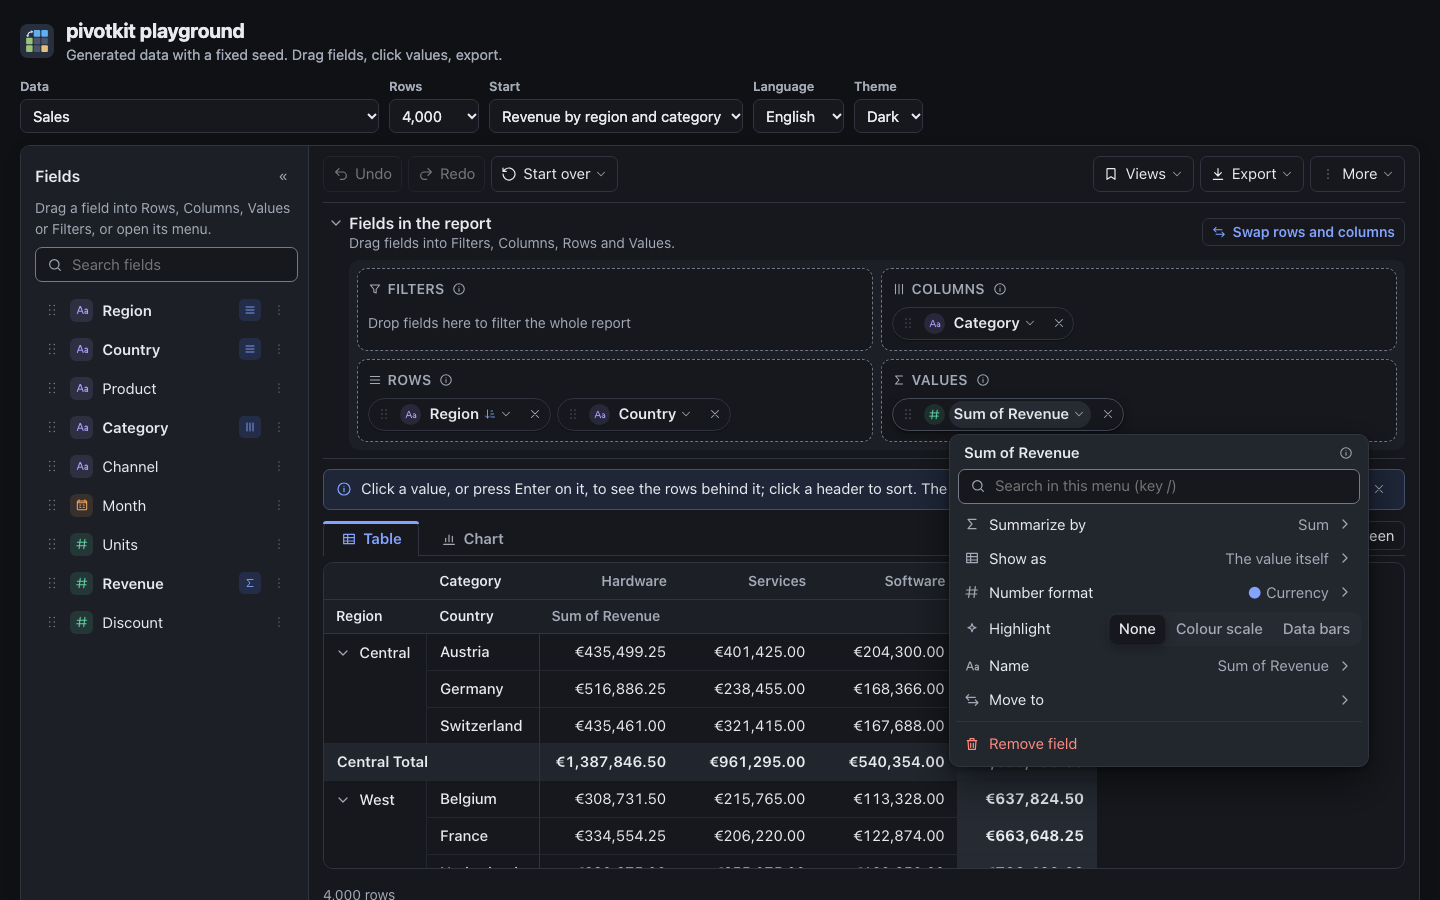 pivotkit playground
Generated data with a fixed seed. Drag fields, click values, export.
Data
Rows
Start
Language
Theme
Sales
4,000
Revenue by region and category
English
Dark
Fields
«
Drag a field into Rows, Columns, Values
or Filters, or open its menu.
Search fields
Aa Region
Aa Country
Aa Product
Aa Category
Aa Channel
Month
# Units
# Revenue Σ
# Discount
Undo
Redo
Start over
Views
Export
More
Fields in the report
Drag fields into Filters, Columns, Rows and Values.
Swap rows and columns
FILTERS
Drop fields here to filter the whole report
COLUMNS
Aa Category
ROWS
Aa Region
Aa Country
Σ VALUES
# Sum of Revenue
Click a value, or press Enter on it, to see the rows behind it; click a header to sort. The
Table
Chart
Sum of Revenue
Search in this menu (key /)
Σ Summarize by Sum
Show as The value itself
# Number format Currency
Highlight None Colour scale Data bars
Aa Name Sum of Revenue
Move to
Remove field
een
Category Hardware Services Software
Region Country Sum of Revenue
Central Austria €435,499.25 €401,425.00 €204,300.00
Germany €516,886.25 €238,455.00 €168,366.00
Switzerland €435,461.00 €321,415.00 €167,688.00
Central Total €1,387,846.50 €961,295.00 €540,354.00
West Belgium €308,731.50 €215,765.00 €113,328.00 €637,824.50
France €334,554.25 €206,220.00 €122,874.00 €663,648.25
4,000 rows